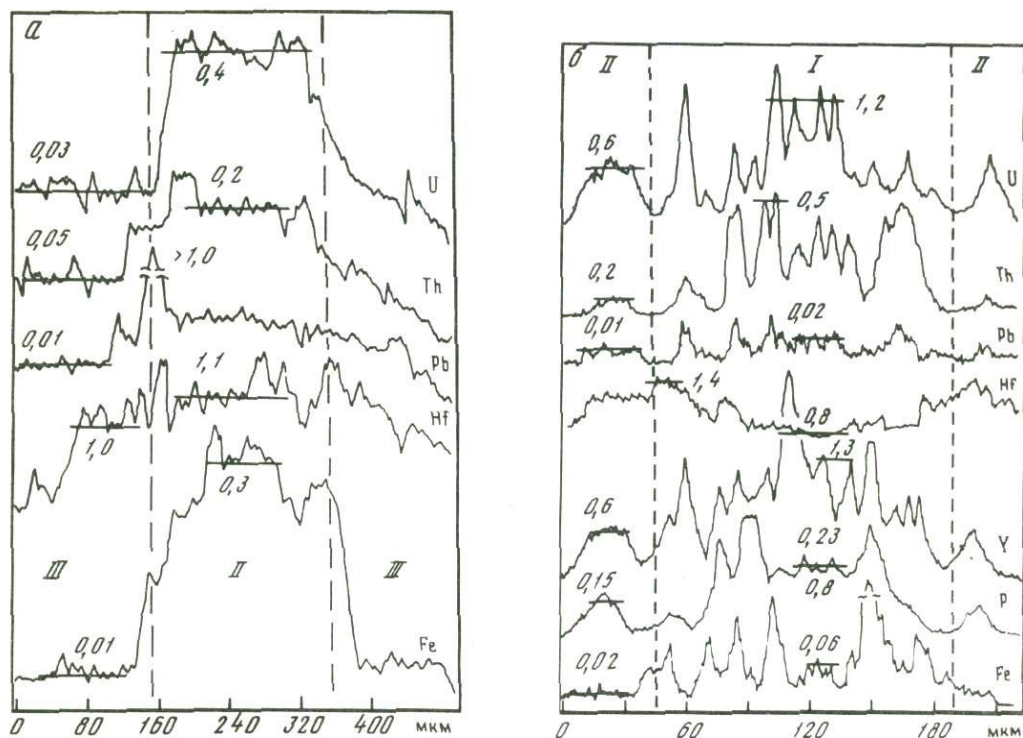 а
0,4
0,03
U
0,2
0,05
>1,0
Th
0,01
1,1
Pb
Hf
1,0
0,3
III
II
III
0,01
Fe
0 80 160 240 320 400 мкм
б
II
I
II
1,2
0,6
U
0,5
0,2
Th
0,01
0,02
Pb
1,4
Hf
0,8
1,3
0,6
0,23
Y
0,15
0,8
P
0,06
0,02
Fe
0 60 120 180 мкм